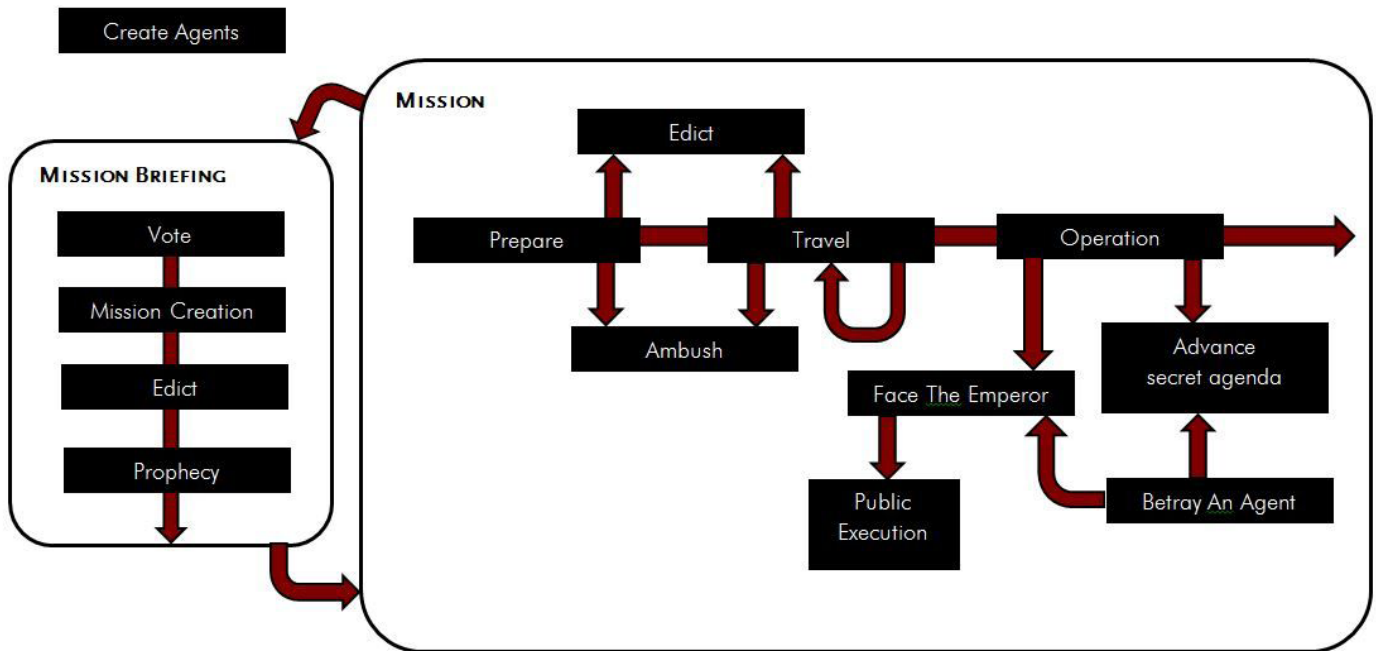 Create Agents
MISSION BRIEFING
Vote
Mission Creation
Edict
Prophecy
MISSION
Edict
Prepare
Travel
Operation
Ambush
Advance
secret agenda
Face The Emperor
Public
Execution
Betray An Agent